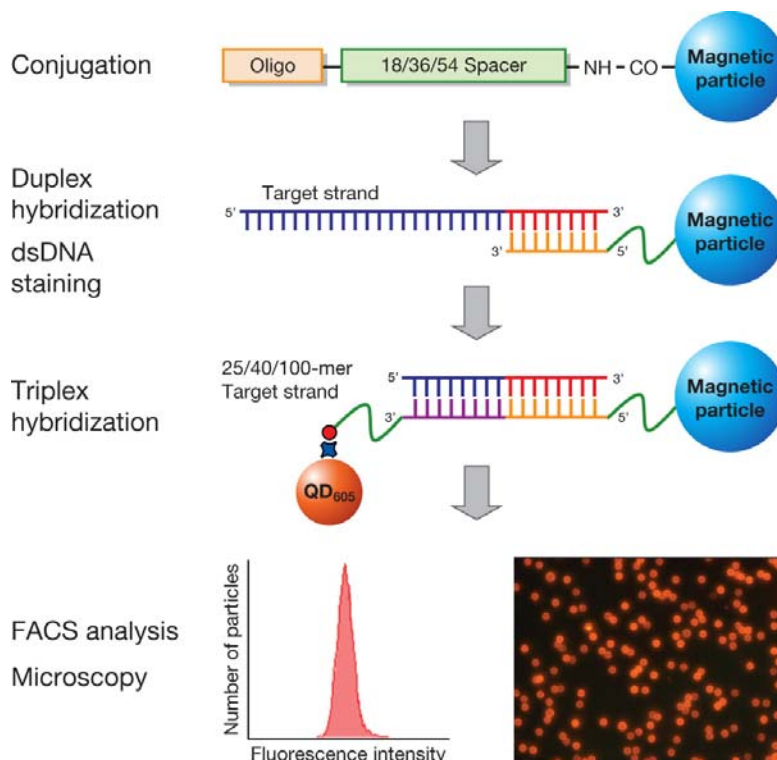 Conjugation
Oligo
18/36/54 Spacer
NH
CO
Magnetic
particle
Duplex
hybridization
dsDNA
staining
Target strand
5'
3'
3'
5'
Magnetic
particle
Triplex
hybridization
25/40/100-mer
Target strand
5'
3'
3'
5'
Magnetic
particle
QD605
FACS analysis
Microscopy
Number of particles
Fluorescence intensity